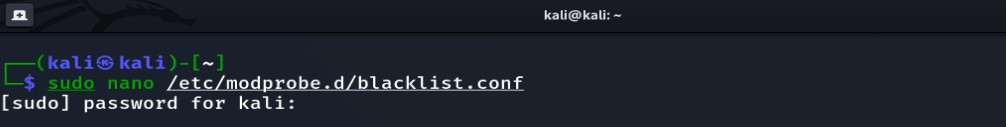 kali@kali: ~
┌──(kali㉿kali)-[~]
└─$ sudo nano /etc/modprobe.d/blacklist.conf
[sudo] password for kali: